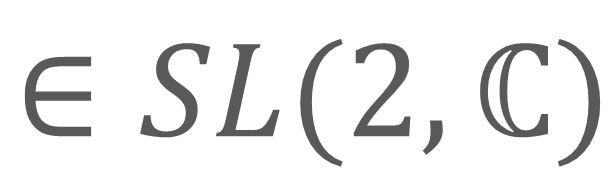 ∈ SL(2, ℂ)